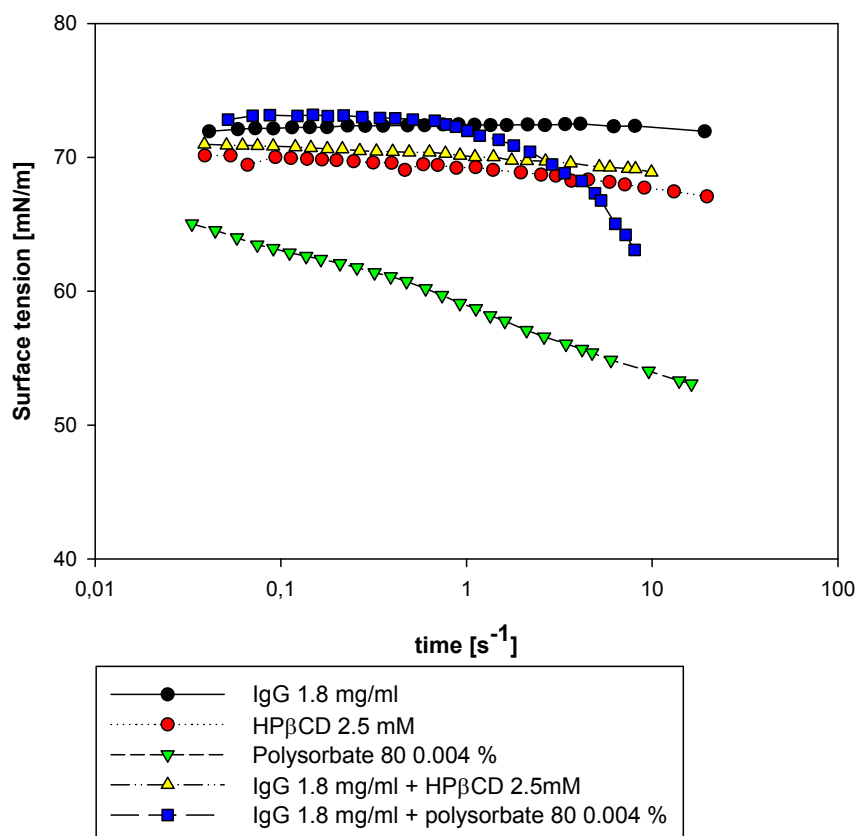 80
70
60
50
40
Surface tension [mN/m]
0,01 0,1 1 10 100
time [s-1]
IgG 1.8 mg/ml
HPβCD 2.5 mM
Polysorbate 80 0.004 %
IgG 1.8 mg/ml + HPβCD 2.5mM
IgG 1.8 mg/ml + polysorbate 80 0.004 %